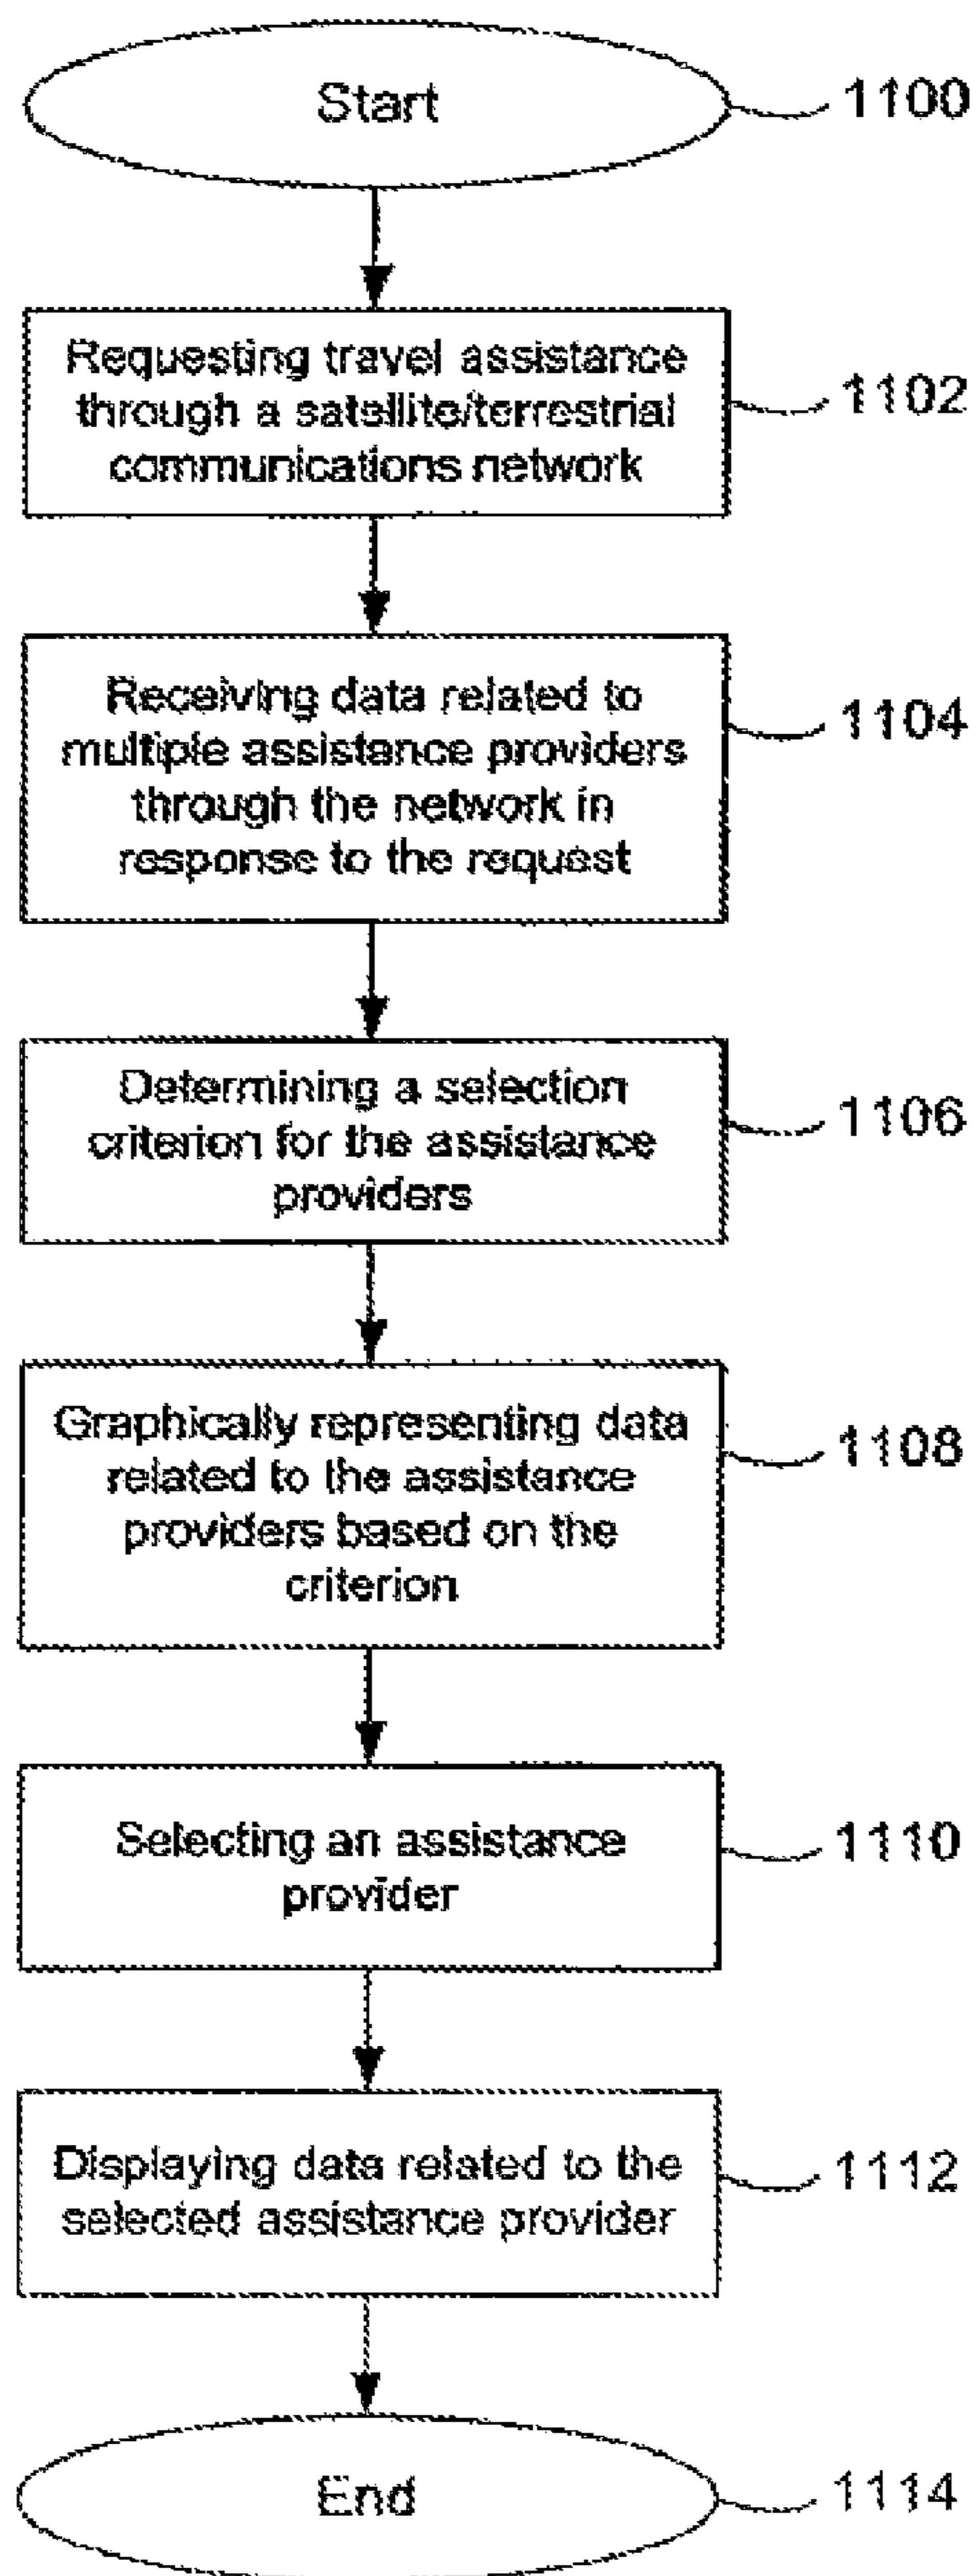 Start
1100
Requesting travel assistance
through a satellite/terrestrial
communications network
1102
Receiving data related to
multiple assistance providers
through the network in
response to the request
1104
Determining a selection
criterion for the assistance
providers
1106
Graphically representing data
related to the assistance
providers based on the
criterion
1108
Selecting an assistance
provider
1110
Displaying data related to the
selected assistance provider
1112
End
1114